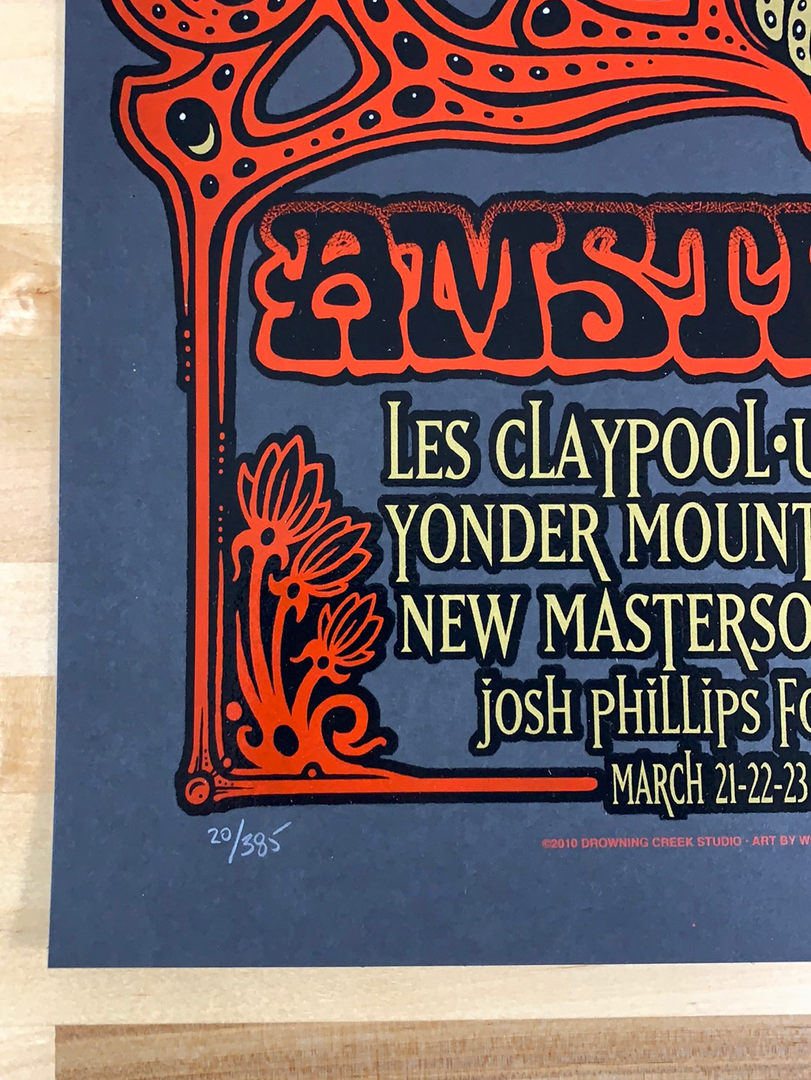 AMST
LES CLAYPOOL·U
YONDER MOUNT
NEW MASTERSO
JOSH PHILLIPS FO
MARCH 21-22-23
20/385
©2010 DROWNING CREEK STUDIO · ART BY W